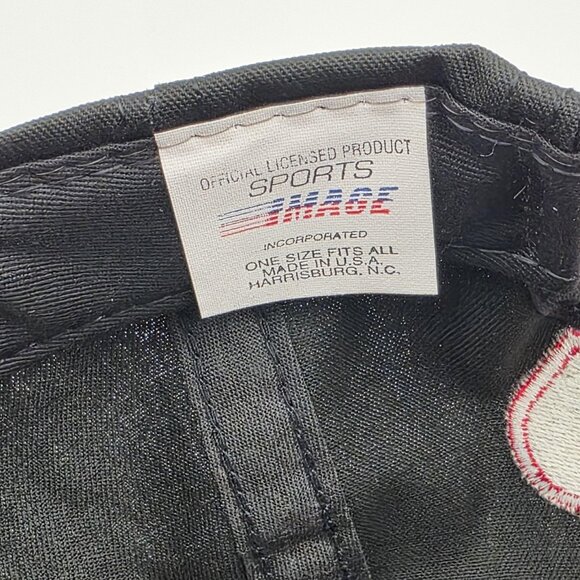 OFFICIAL LICENSED PRODUCT
SPORTS
IMAGE
INCORPORATED
ONE SIZE FITS ALL
MADE IN U.S.A.
HARRISBURG, N.C.